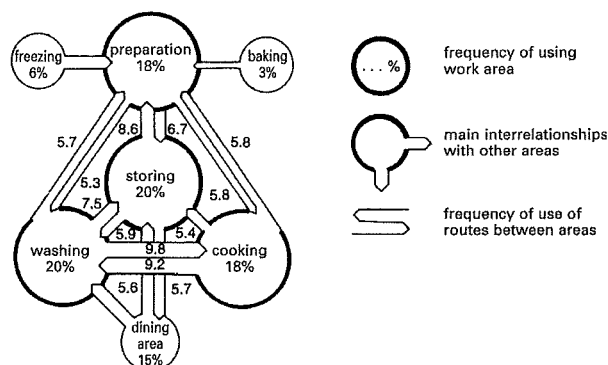 preparation
18%
freezing
6%
baking
3%
5.7
8.6
6.7
5.8
5.3
storing
20%
5.8
7.5
5.9
5.4
washing
20%
9.8
9.2
cooking
18%
5.6
5.7
dining
area
15%
... %
frequency of using
work area
main interrelationships
with other areas
frequency of use of
routes between areas